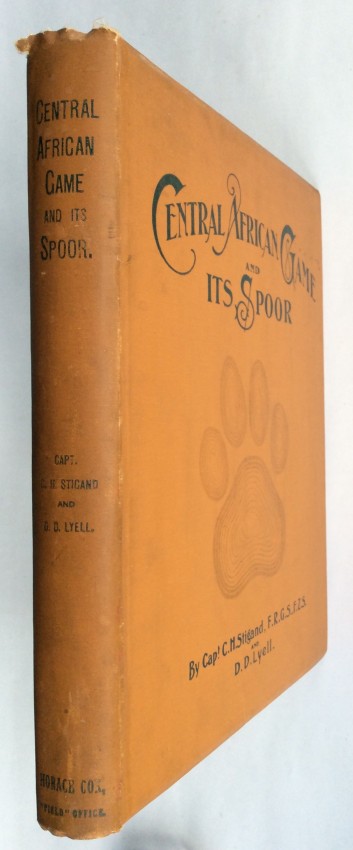 CENTRAL
AFRICAN
GAME
AND ITS
SPOOR.
CAPT.
C. H. STIGAND
AND
D. D. LYELL.
HORACE COX,
"FIELD" OFFICE.
CENTRAL AFRICAN GAME
AND
ITS SPOOR
By Capt C.H.Stigand, F.R.G.S.,F.Z.S.
AND
D.D.Lyell.